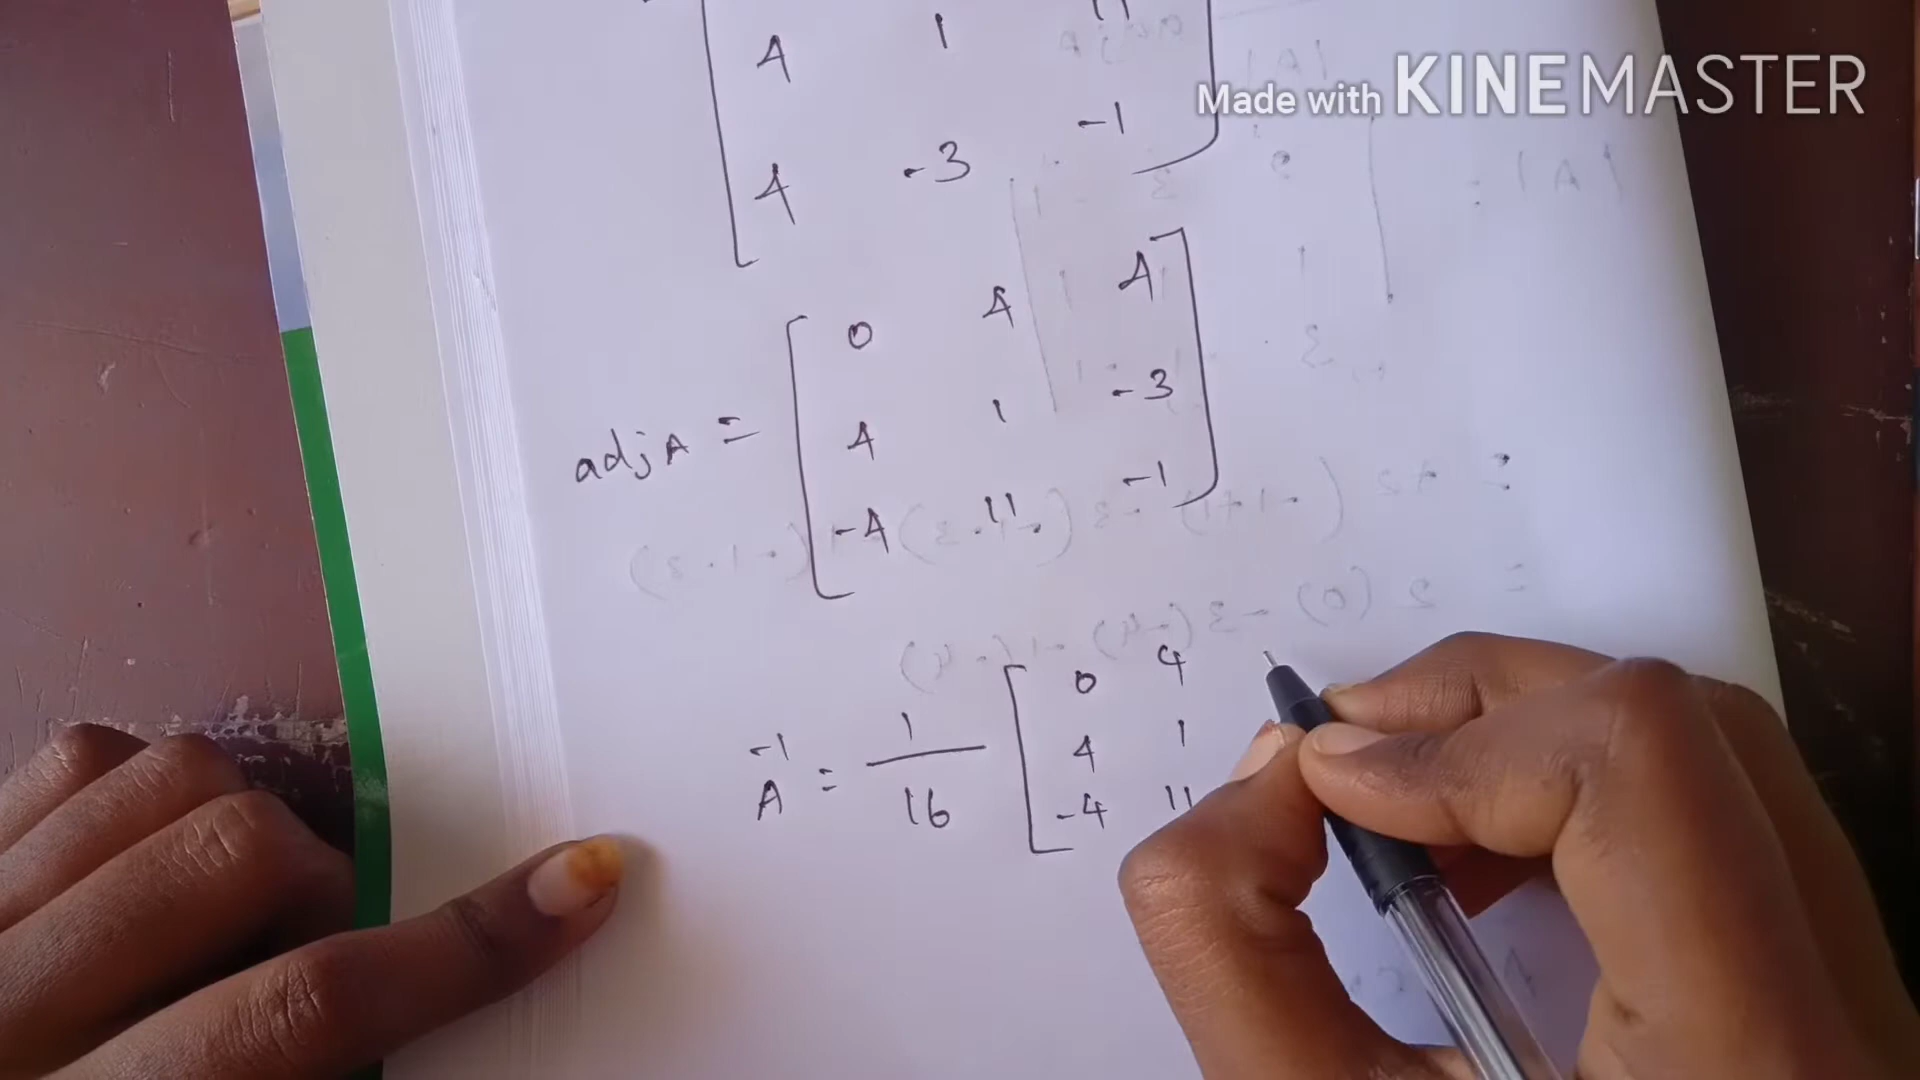 Made with KINEMASTER
4 1 11
4 -3 -1
adj A = [ 0 4 4
4 1 -3
-4 11 -1 ]
A⁻¹ = 1/16 [ 0 4
4 1
-4 11